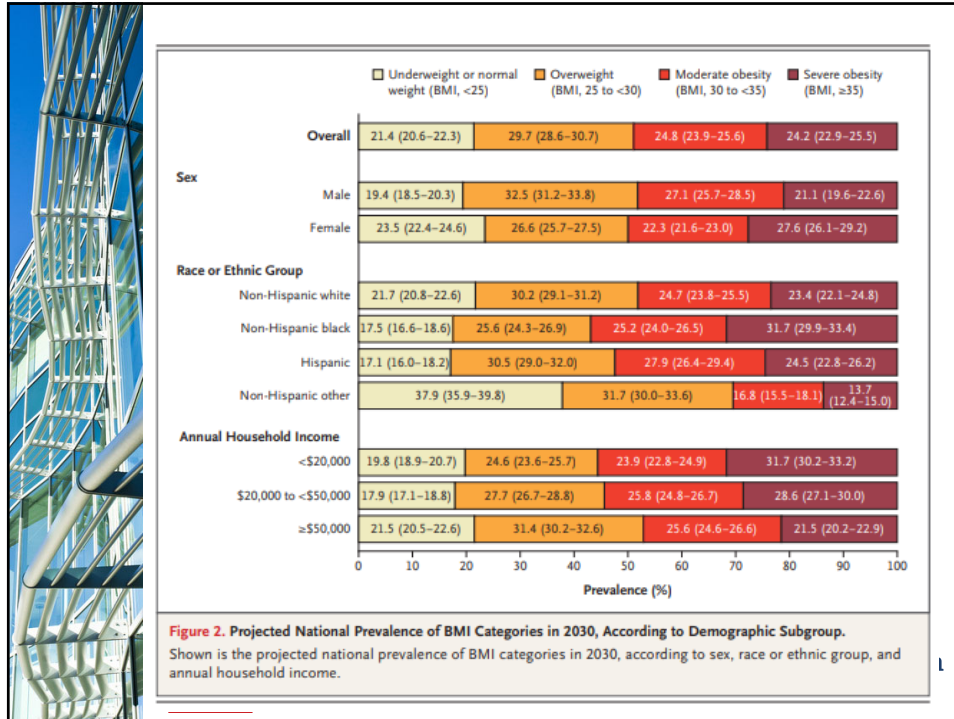 Underweight or normal weight (BMI, <25)
Overweight (BMI, 25 to <30)
Moderate obesity (BMI, 30 to <35)
Severe obesity (BMI, ≥35)
Overall 21.4 (20.6–22.3) 29.7 (28.6–30.7) 24.8 (23.9–25.6) 24.2 (22.9–25.5)
Sex
Male 19.4 (18.5–20.3) 32.5 (31.2–33.8) 27.1 (25.7–28.5) 21.1 (19.6–22.6)
Female 23.5 (22.4–24.6) 26.6 (25.7–27.5) 22.3 (21.6–23.0) 27.6 (26.1–29.2)
Race or Ethnic Group
Non-Hispanic white 21.7 (20.8–22.6) 30.2 (29.1–31.2) 24.7 (23.8–25.5) 23.4 (22.1–24.8)
Non-Hispanic black 17.5 (16.6–18.6) 25.6 (24.3–26.9) 25.2 (24.0–26.5) 31.7 (29.9–33.4)
Hispanic 17.1 (16.0–18.2) 30.5 (29.0–32.0) 27.9 (26.4–29.4) 24.5 (22.8–26.2)
Non-Hispanic other 37.9 (35.9–39.8) 31.7 (30.0–33.6) 16.8 (15.5–18.1) 13.7 (12.4–15.0)
Annual Household Income
<$20,000 19.8 (18.9–20.7) 24.6 (23.6–25.7) 23.9 (22.8–24.9) 31.7 (30.2–33.2)
$20,000 to <$50,000 17.9 (17.1–18.8) 27.7 (26.7–28.8) 25.8 (24.8–26.7) 28.6 (27.1–30.0)
≥$50,000 21.5 (20.5–22.6) 31.4 (30.2–32.6) 25.6 (24.6–26.6) 21.5 (20.2–22.9)
0 10 20 30 40 50 60 70 80 90 100
Prevalence (%)
Figure 2. Projected National Prevalence of BMI Categories in 2030, According to Demographic Subgroup.
Shown is the projected national prevalence of BMI categories in 2030, according to sex, race or ethnic group, and
annual household income.